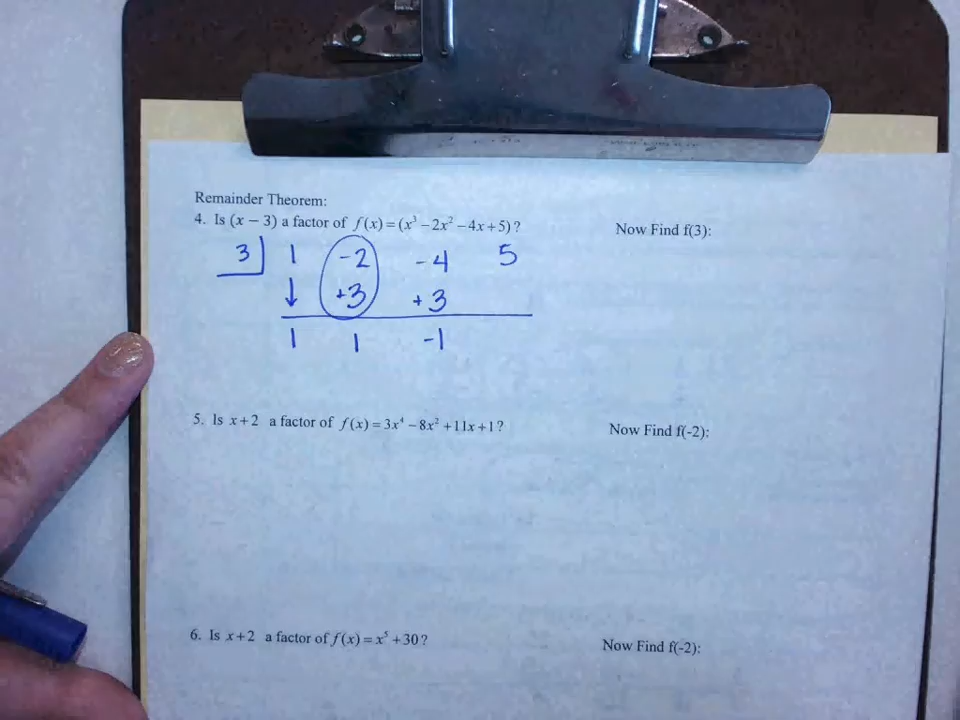 Remainder Theorem:
4. Is (x − 3) a factor of f(x) = (x³ − 2x² − 4x + 5)?
Now Find f(3):
3 1 -2 -4 5
↓ +3 +3
1 1 -1
5. Is x+2 a factor of f(x) = 3x⁴ − 8x² + 11x + 1?
Now Find f(-2):
6. Is x+2 a factor of f(x) = x⁵ + 30?
Now Find f(-2):